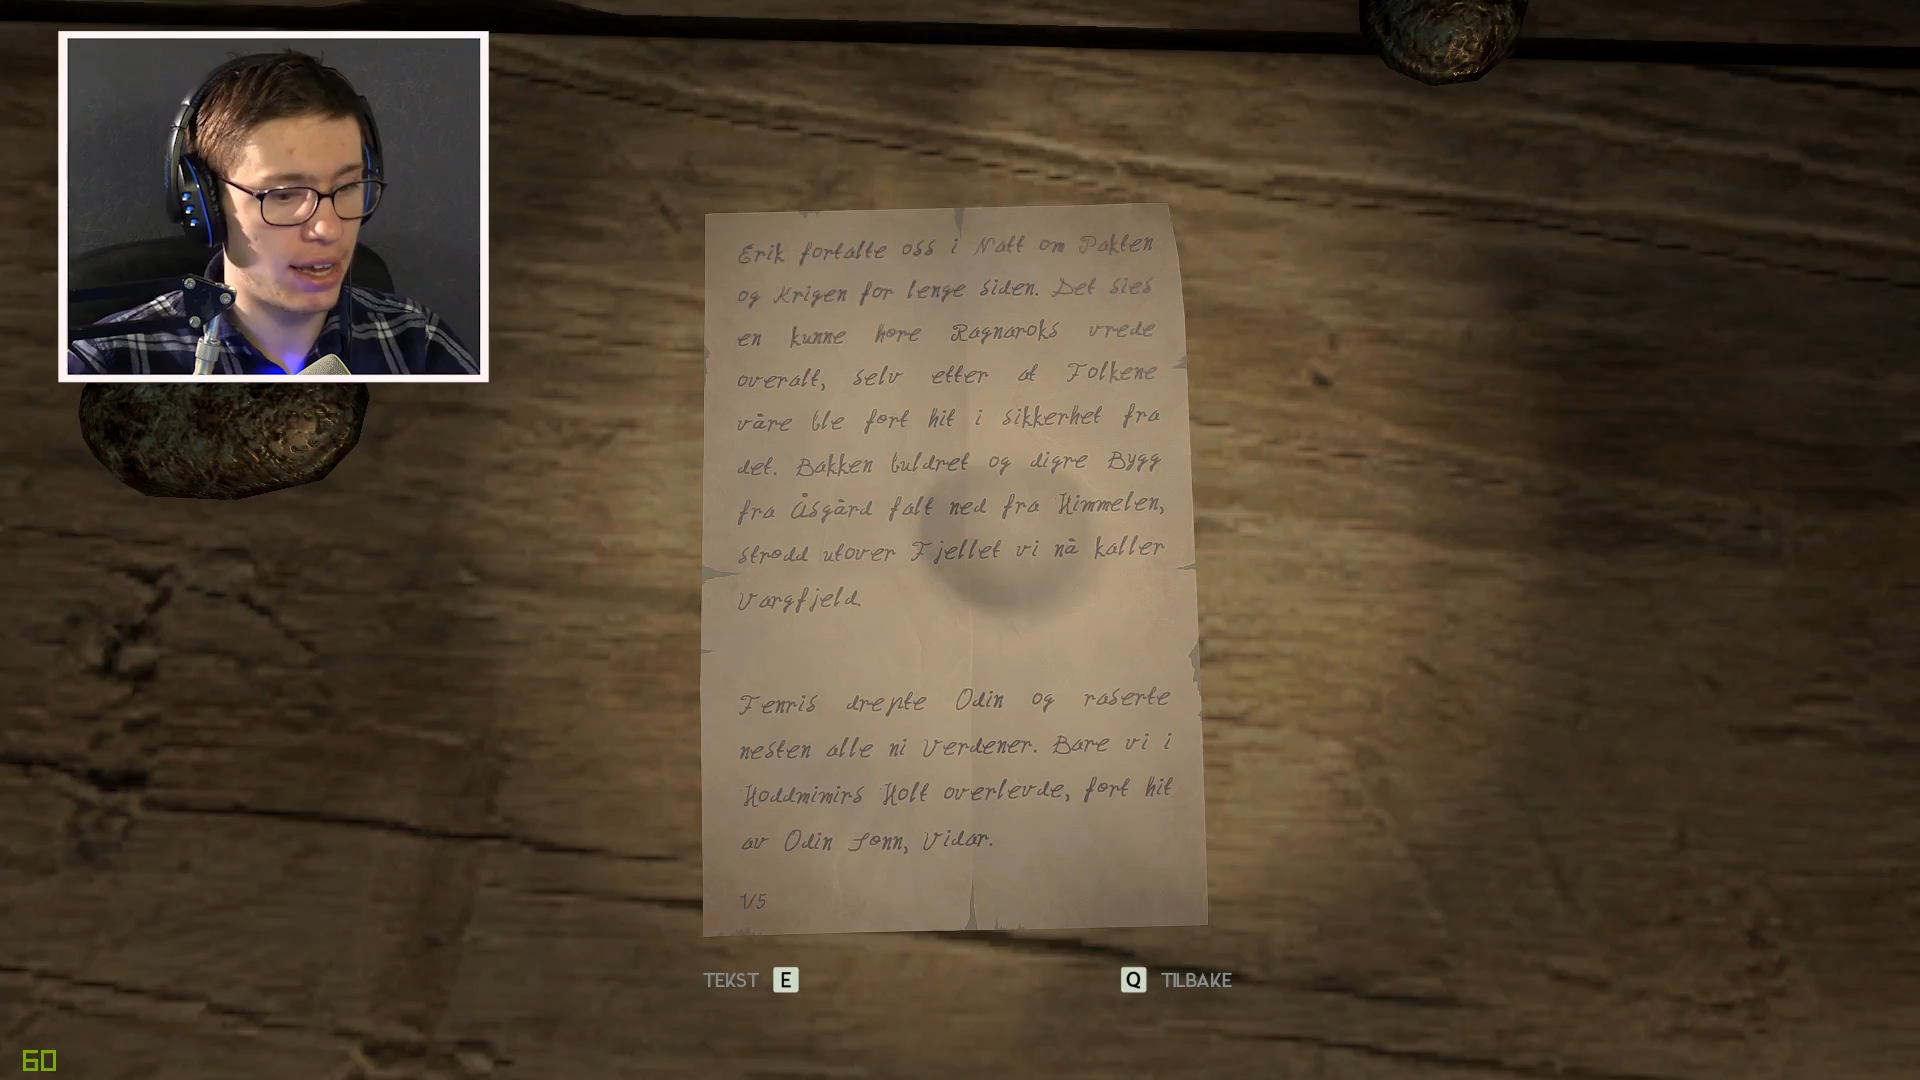 Erik fortalte oss i Natt om Pakten
og Krigen for lenge siden. Det sies
en kunne høre Ragnaroks vrede
overalt, selv etter at Folkene
våre ble ført hit i sikkerhet fra
det. Bakken buldret og digre Bygg
fra Åsgård falt ned fra Himmelen,
strødd utover Fjellet vi nå kaller
Vargfjeld.
Fenris drepte Odin og raserte
nesten alle ni Verdener. Bare vi i
Hoddmimirs Holt overlevde, ført hit
av Odin Sønn, Vidar.
1/5
TEKST E
Q TILBAKE
60